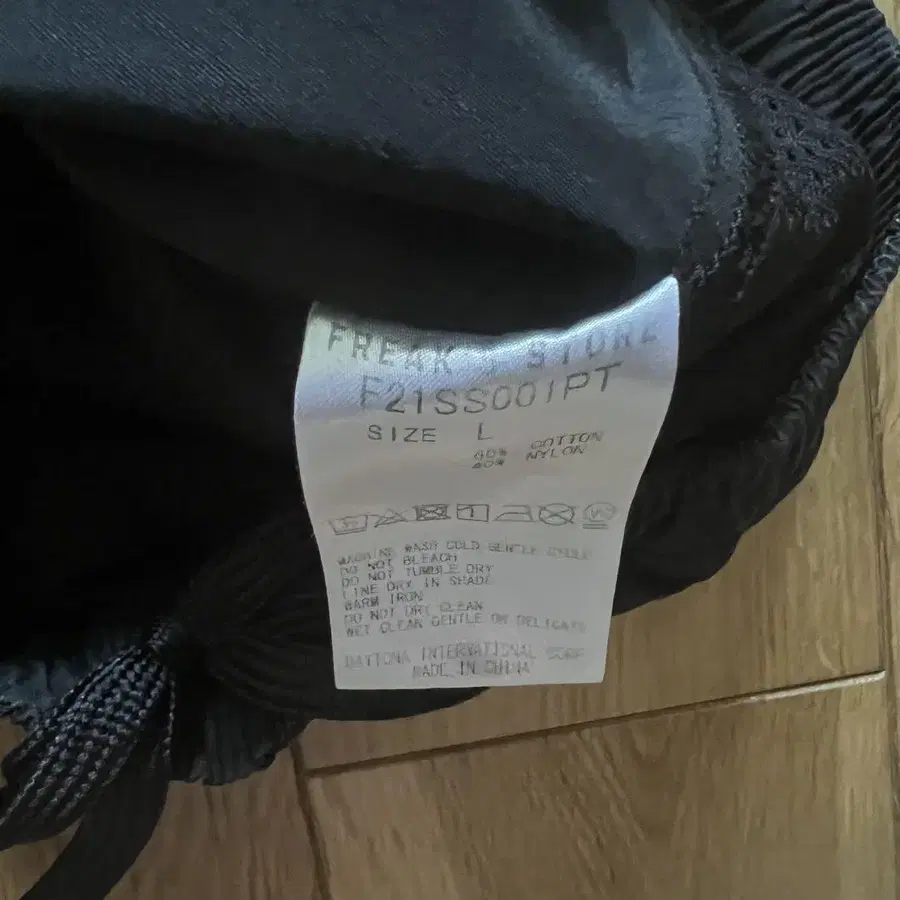 FREAK'S STORE
F21SS001PT
SIZE L
60% COTTON
40% NYLON
MACHINE WASH COLD GENTLE CYCLE
DO NOT BLEACH
DO NOT TUMBLE DRY
LINE DRY IN SHADE
WARM IRON
DO NOT DRY CLEAN
WET CLEAN GENTLE OR DELICATE
DAYTONA INTERNATIONAL CORP
MADE IN CHINA